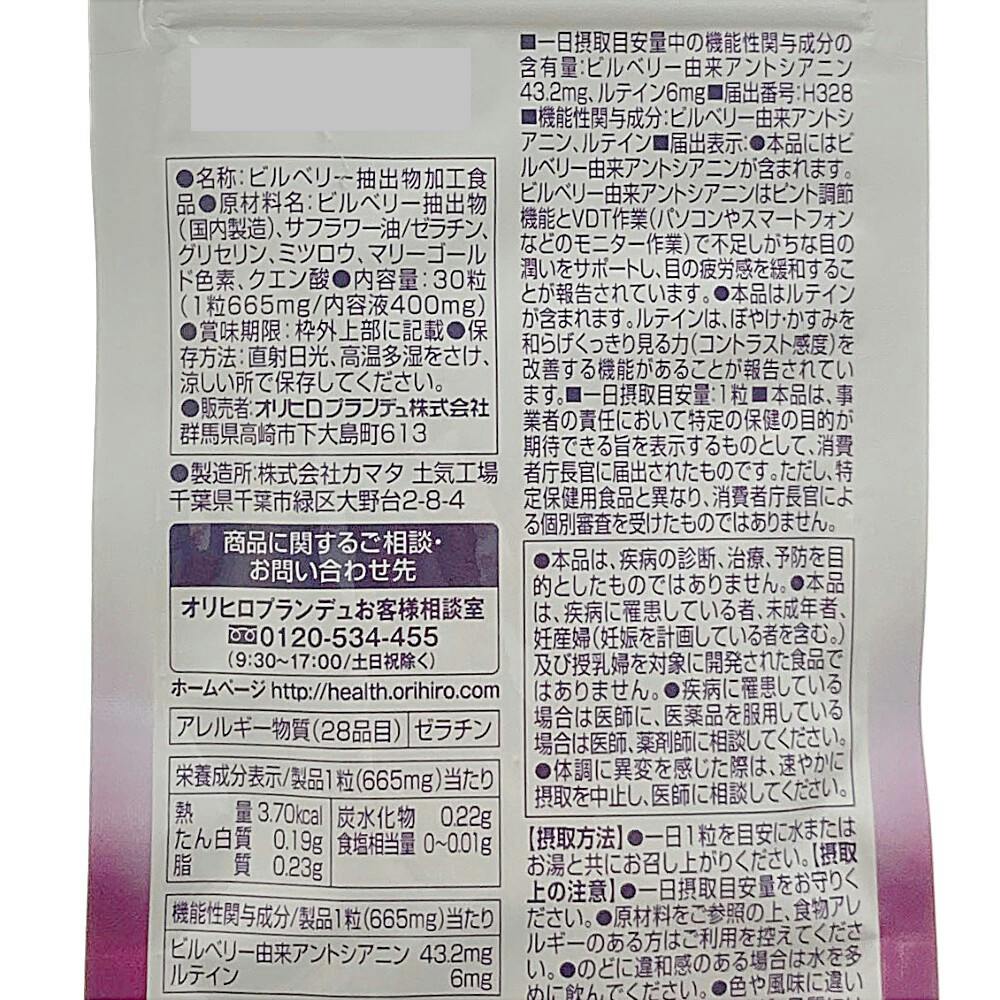 ●名称:ビルベリー抽出物加工食
品●原材料名:ビルベリー抽出物
(国内製造)、サフラワー油/ゼラチン、
グリセリン、ミツロウ、マリーゴール
ド色素、クエン酸●内容量:30粒
(1粒665mg/内容液400mg)
●賞味期限:枠外上部に記載●保
存方法:直射日光、高温多湿をさけ、
涼しい所で保存してください。
●販売者:オリヒロプランデュ株式会社
群馬県高崎市下大島町613
●製造所:株式会社カマタ 土気工場
千葉県千葉市緑区大野台2-8-4
商品に関するご相談・
お問い合わせ先
オリヒロプランデュお客様相談室
0120-534-455
(9:30~17:00/土日祝除く)
ホームページ http://health.orihiro.com
アレルギー物質(28品目) ゼラチン
栄養成分表示/製品1粒(665mg)当たり
熱量 3.70kcal 炭水化物 0.22g
たん白質 0.19g 食塩相当量 0~0.01g
脂質 0.23g
機能性関与成分/製品1粒(665mg)当たり
ビルベリー由来アントシアニン 43.2mg
ルテイン 6mg
■一日摂取目安量中の機能性関与成分の
含有量:ビルベリー由来アントシアニン
43.2mg、ルテイン6mg■届出番号:H328
■機能性関与成分:ビルベリー由来アントシ
アニン、ルテイン■届出表示:●本品にはビ
ルベリー由来アントシアニンが含まれます。
ビルベリー由来アントシアニンはピント調節
機能とVDT作業(パソコンやスマートフォン
などのモニター作業)で不足しがちな目の
潤いをサポートし、目の疲労感を緩和するこ
とが報告されています。●本品はルテイン
が含まれます。ルテインは、ぼやけ・かすみを
和らげくっきり見る力(コントラスト感度)を
改善する機能があることが報告されてい
ます。■一日摂取目安量:1粒■本品は、事
業者の責任において特定の保健の目的が
期待できる旨を表示するものとして、消費
者庁長官に届出されたものです。ただし、特
定保健用食品と異なり、消費者庁長官によ
る個別審査を受けたものではありません。
●本品は、疾病の診断、治療、予防を目
的としたものではありません。●本品
は、疾病に罹患している者、未成年者、
妊産婦(妊娠を計画している者を含む。)
及び授乳婦を対象に開発された食品で
はありません。●疾病に罹患している
場合は医師に、医薬品を服用している
場合は医師、薬剤師に相談してください。
●体調に異変を感じた際は、速やかに
摂取を中止し、医師に相談してください。
【摂取方法】●一日1粒を目安に水または
お湯と共にお召し上がりください。【摂取
上の注意】●一日摂取目安量をお守りく
ださい。●原材料をご参照の上、食物アレ
ルギーのある方はご利用を控えてくださ
い。●のどに違和感のある場合は水を多
めに飲んでください。●色や風味に違い